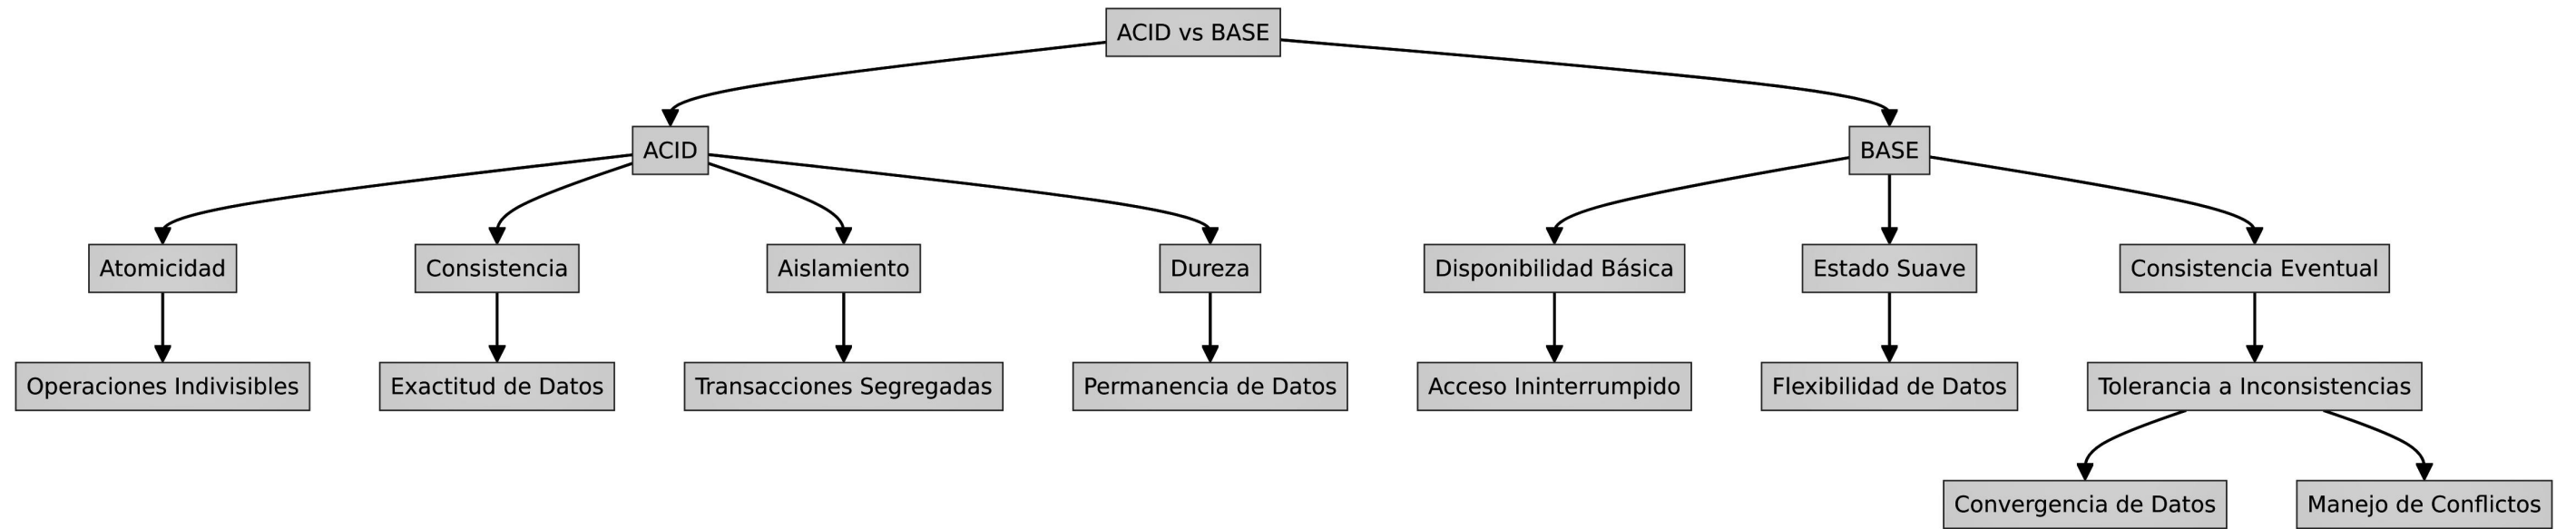 ACID vs BASE
ACID
BASE
Atomicidad
Consistencia
Aislamiento
Dureza
Disponibilidad Básica
Estado Suave
Consistencia Eventual
Operaciones Indivisibles
Exactitud de Datos
Transacciones Segregadas
Permanencia de Datos
Acceso Ininterrumpido
Flexibilidad de Datos
Tolerancia a Inconsistencias
Convergencia de Datos
Manejo de Conflictos